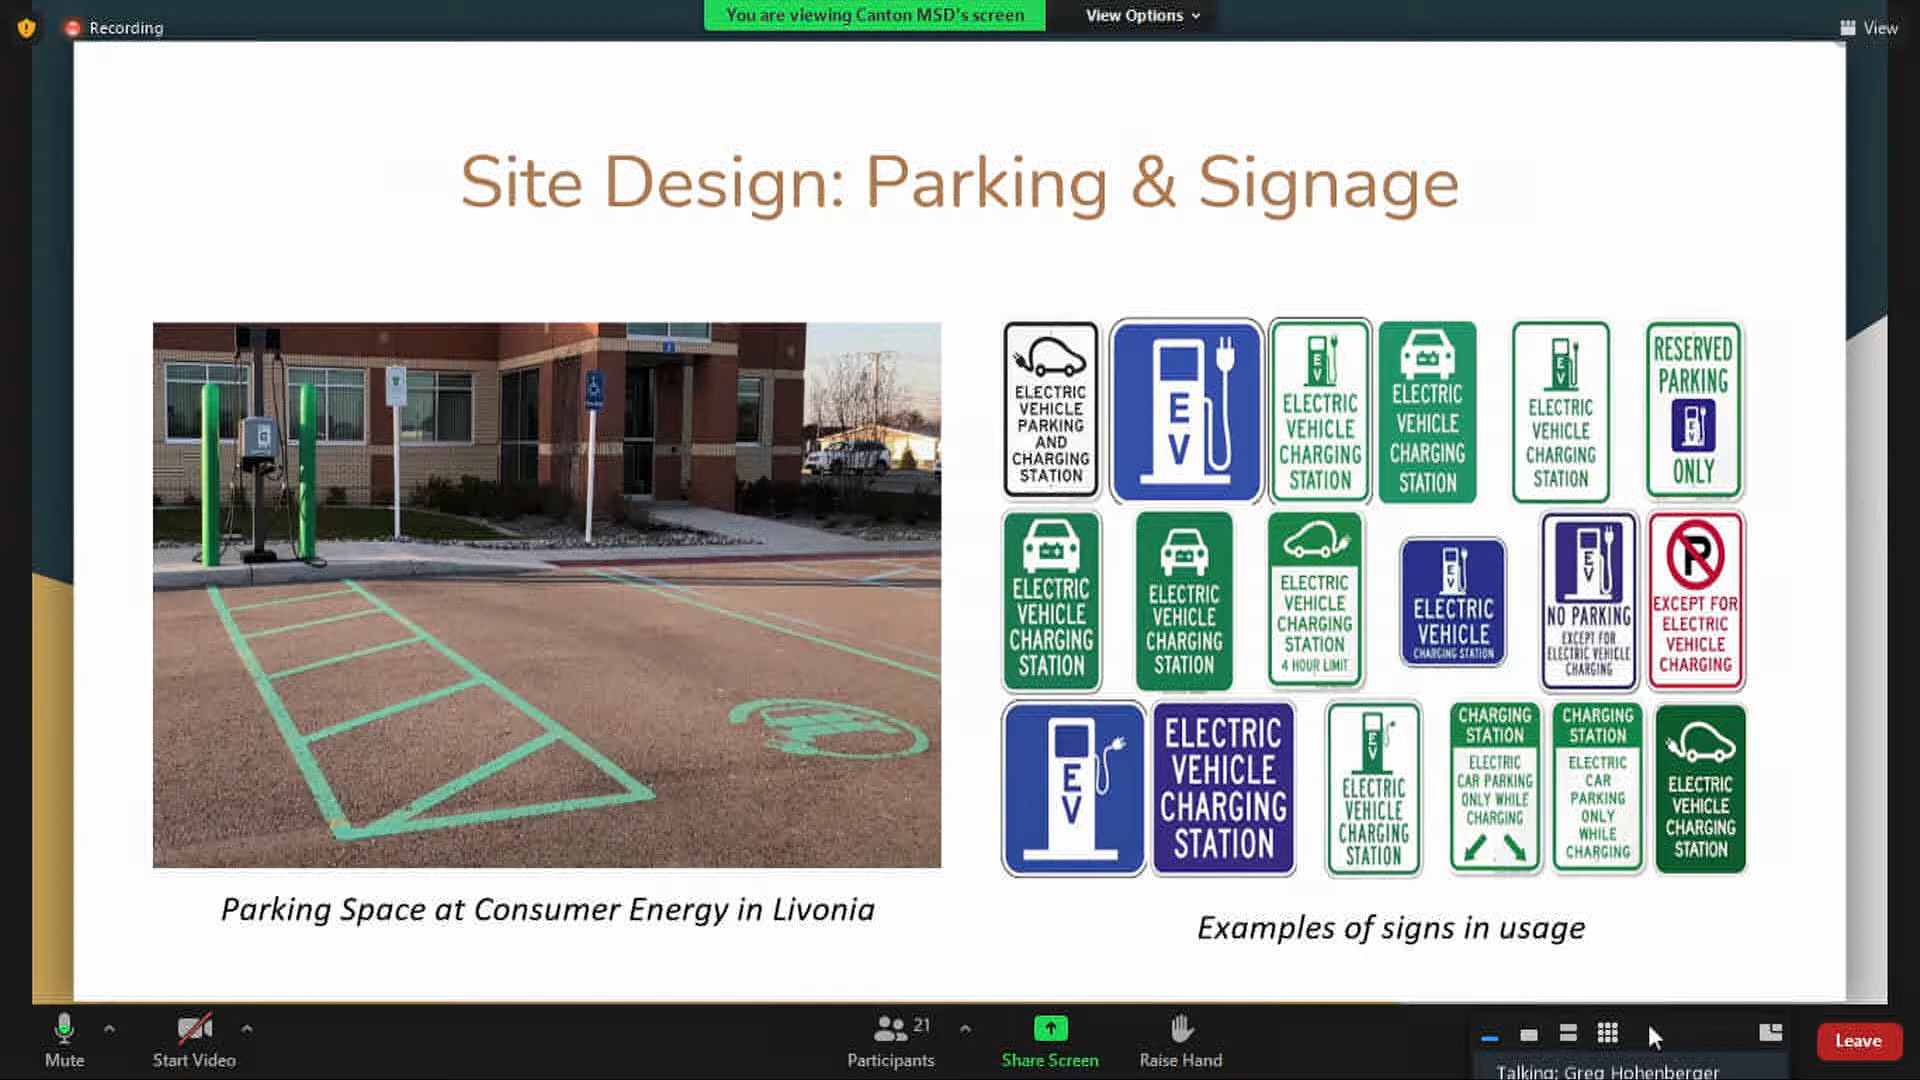 You are viewing Canton MSD's screen
View Options
Recording
View
Site Design: Parking & Signage
ELECTRIC
VEHICLE
PARKING
AND
CHARGING
STATION
E
V
EV
ELECTRIC
VEHICLE
CHARGING
STATION
ELECTRIC
VEHICLE
CHARGING
STATION
EV
ELECTRIC
VEHICLE
CHARGING
STATION
RESERVED
PARKING
EV
ONLY
ELECTRIC
VEHICLE
CHARGING
STATION
ELECTRIC
VEHICLE
CHARGING
STATION
ELECTRIC
VEHICLE
CHARGING
STATION
4 HOUR LIMIT
EV
ELECTRIC
VEHICLE
CHARGING STATION
EV
NO PARKING
EXCEPT FOR
ELECTRIC VEHICLE
CHARGING
P
EXCEPT FOR
ELECTRIC
VEHICLE
CHARGING
E
V
ELECTRIC
VEHICLE
CHARGING
STATION
EV
ELECTRIC
VEHICLE
CHARGING
STATION
CHARGING
STATION
ELECTRIC
CAR PARKING
ONLY WHILE
CHARGING
CHARGING
STATION
ELECTRIC
CAR
PARKING
ONLY
WHILE
CHARGING
ELECTRIC
VEHICLE
CHARGING
STATION
Parking Space at Consumer Energy in Livonia
Examples of signs in usage
Mute
Start Video
21
Participants
Share Screen
Raise Hand
Leave
Talking: Greg Hohenberger